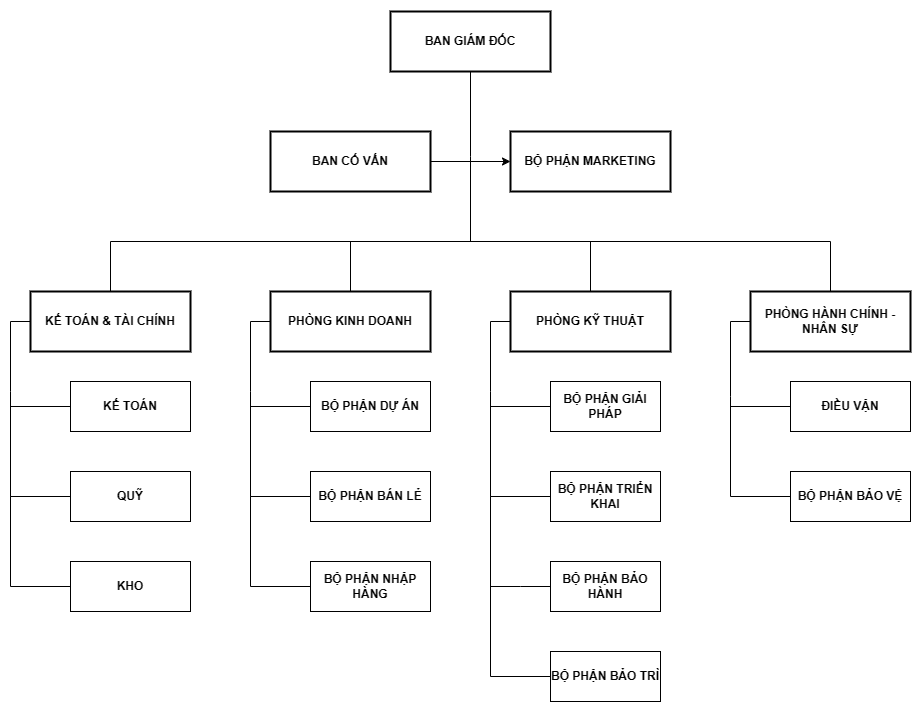 BAN GIÁM ĐỐC
BAN CỐ VẤN
BỘ PHẬN MARKETING
KẾ TOÁN & TÀI CHÍNH
PHÒNG KINH DOANH
PHÒNG KỸ THUẬT
PHÒNG HÀNH CHÍNH -
NHÂN SỰ
KẾ TOÁN
BỘ PHẬN DỰ ÁN
BỘ PHẬN GIẢI
PHÁP
ĐIỀU VẬN
QUỸ
BỘ PHẬN BÁN LẺ
BỘ PHẬN TRIỂN
KHAI
BỘ PHẬN BẢO VỆ
KHO
BỘ PHẬN NHẬP
HÀNG
BỘ PHẬN BẢO
HÀNH
BỘ PHẬN BẢO TRÌ